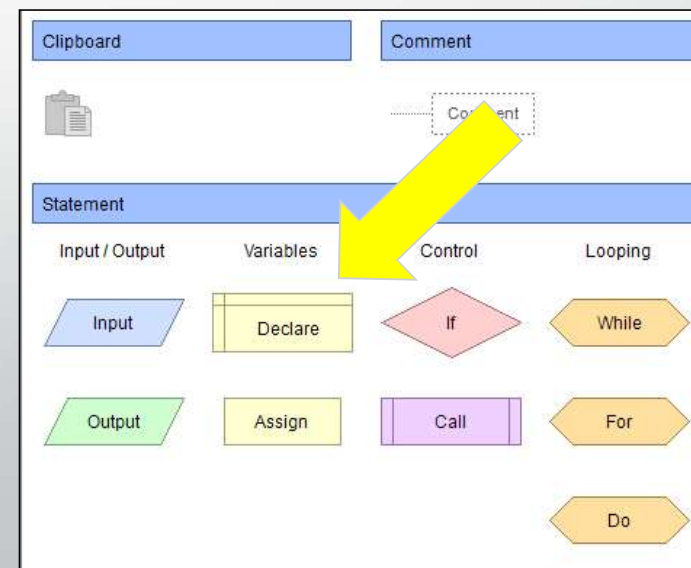 Clipboard
Comment
Statement
Input / Output
Variables
Control
Looping
Input
Declare
If
While
Output
Assign
Call
For
Do